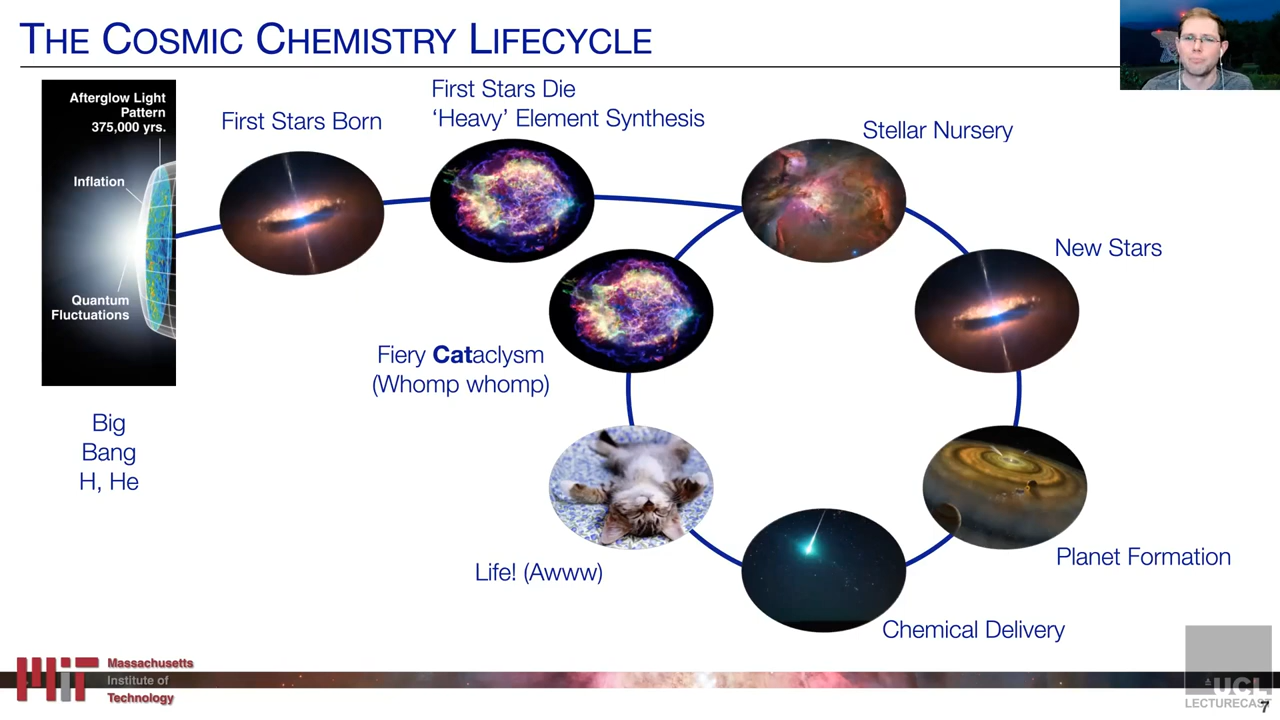 THE COSMIC CHEMISTRY LIFECYCLE
Afterglow Light
Pattern
375,000 yrs.
Inflation
Quantum
Fluctuations
Big
Bang
H, He
First Stars Born
First Stars Die
‘Heavy’ Element Synthesis
Stellar Nursery
New Stars
Planet Formation
Chemical Delivery
Life! (Awww)
Fiery Cataclysm
(Whomp whomp)
MIT
Massachusetts
Institute of
Technology
UCL
LECTURECAST
7